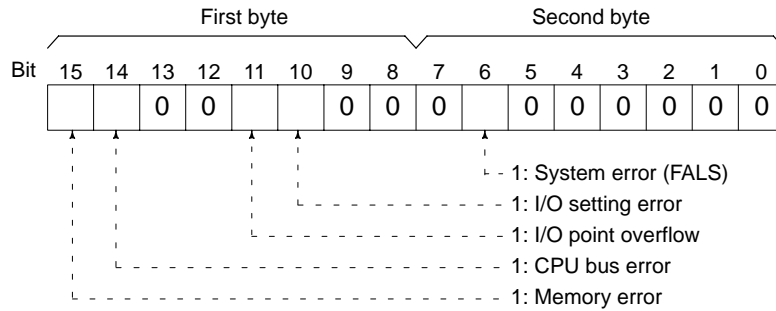 First byte Second byte
Bit 15 14 13 12 11 10 9 8 7 6 5 4 3 2 1 0
0 0 0 0 0 0 0 0 0 0 0
1: System error (FALS)
1: I/O setting error
1: I/O point overflow
1: CPU bus error
1: Memory error